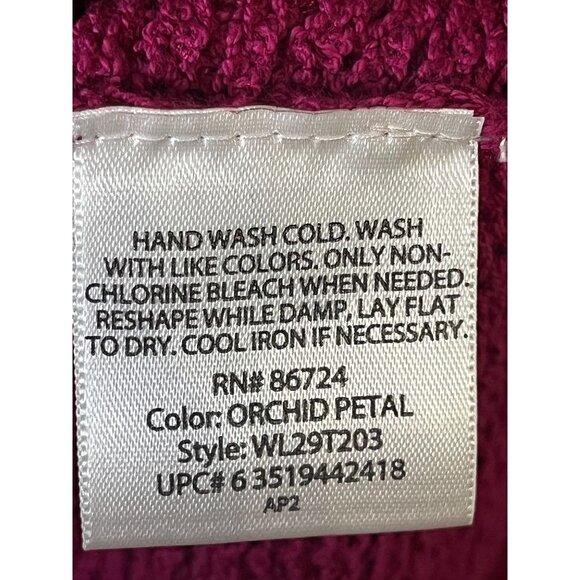 HAND WASH COLD. WASH
WITH LIKE COLORS. ONLY NON-
CHLORINE BLEACH WHEN NEEDED.
RESHAPE WHILE DAMP, LAY FLAT
TO DRY. COOL IRON IF NECESSARY.
RN# 86724
Color: ORCHID PETAL
Style: WL29T203
UPC# 6 3519442418
AP2